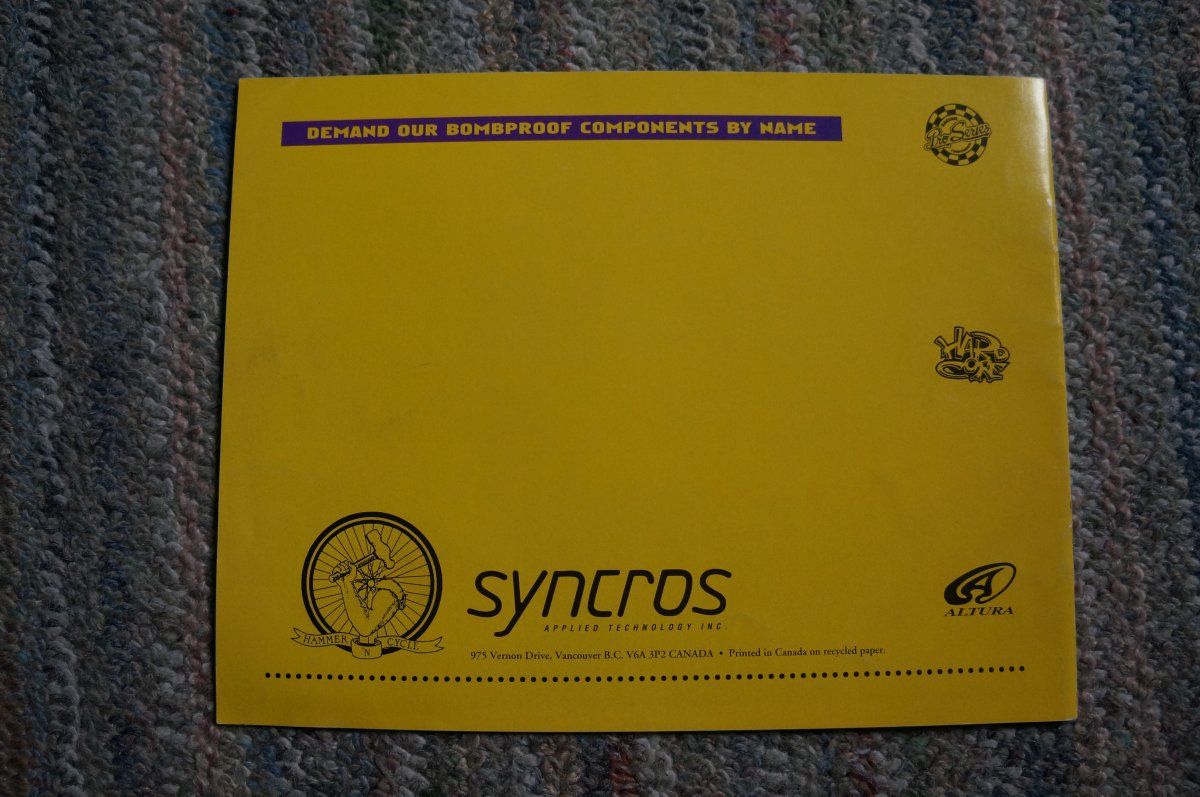 DEMAND OUR BOMBPROOF COMPONENTS BY NAME
Pro Series
HARD
CORE
HAMMER N CYCLE
syncros
APPLIED TECHNOLOGY INC.
ALTURA
975 Vernon Drive, Vancouver B.C. V6A 3P2 CANADA • Printed in Canada on recycled paper.